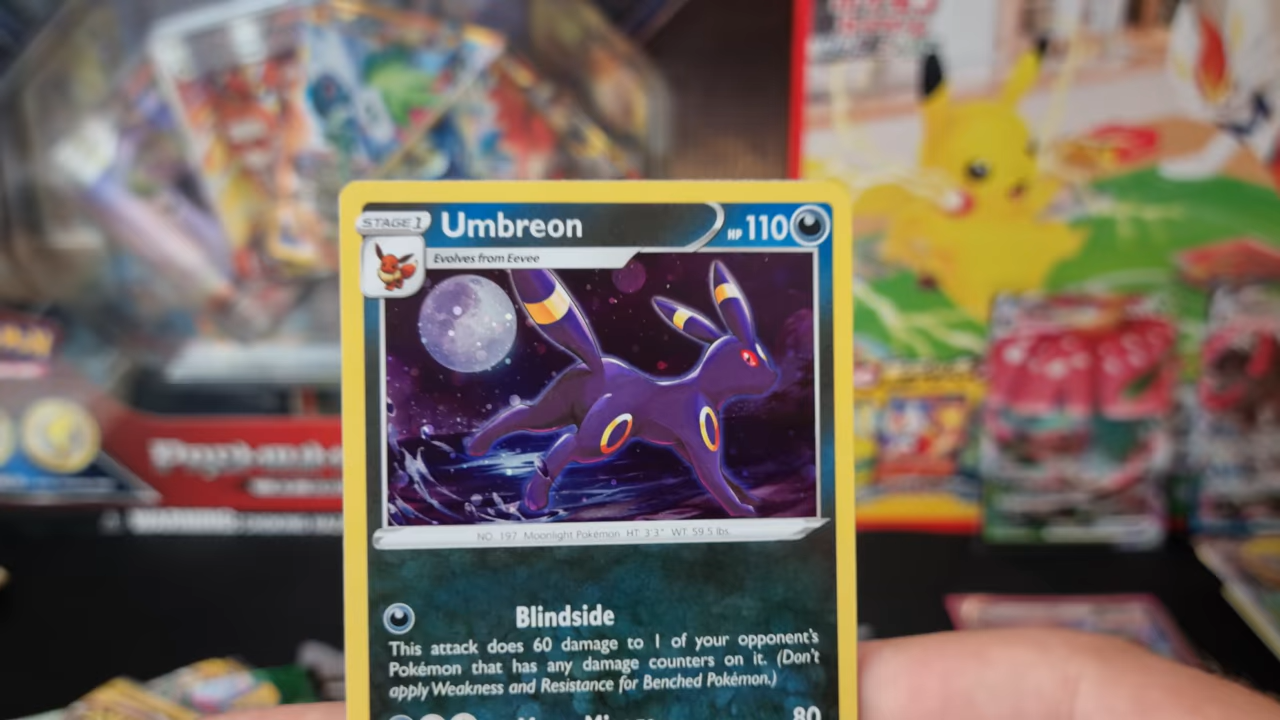 STAGE 1
Umbreon
HP 110
Evolves from Eevee
NO. 197 Moonlight Pokémon HT: 3'3" WT: 59.5 lbs.
Blindside
This attack does 60 damage to 1 of your opponent's
Pokémon that has any damage counters on it. (Don't
apply Weakness and Resistance for Benched Pokémon.)
80
WARNING: